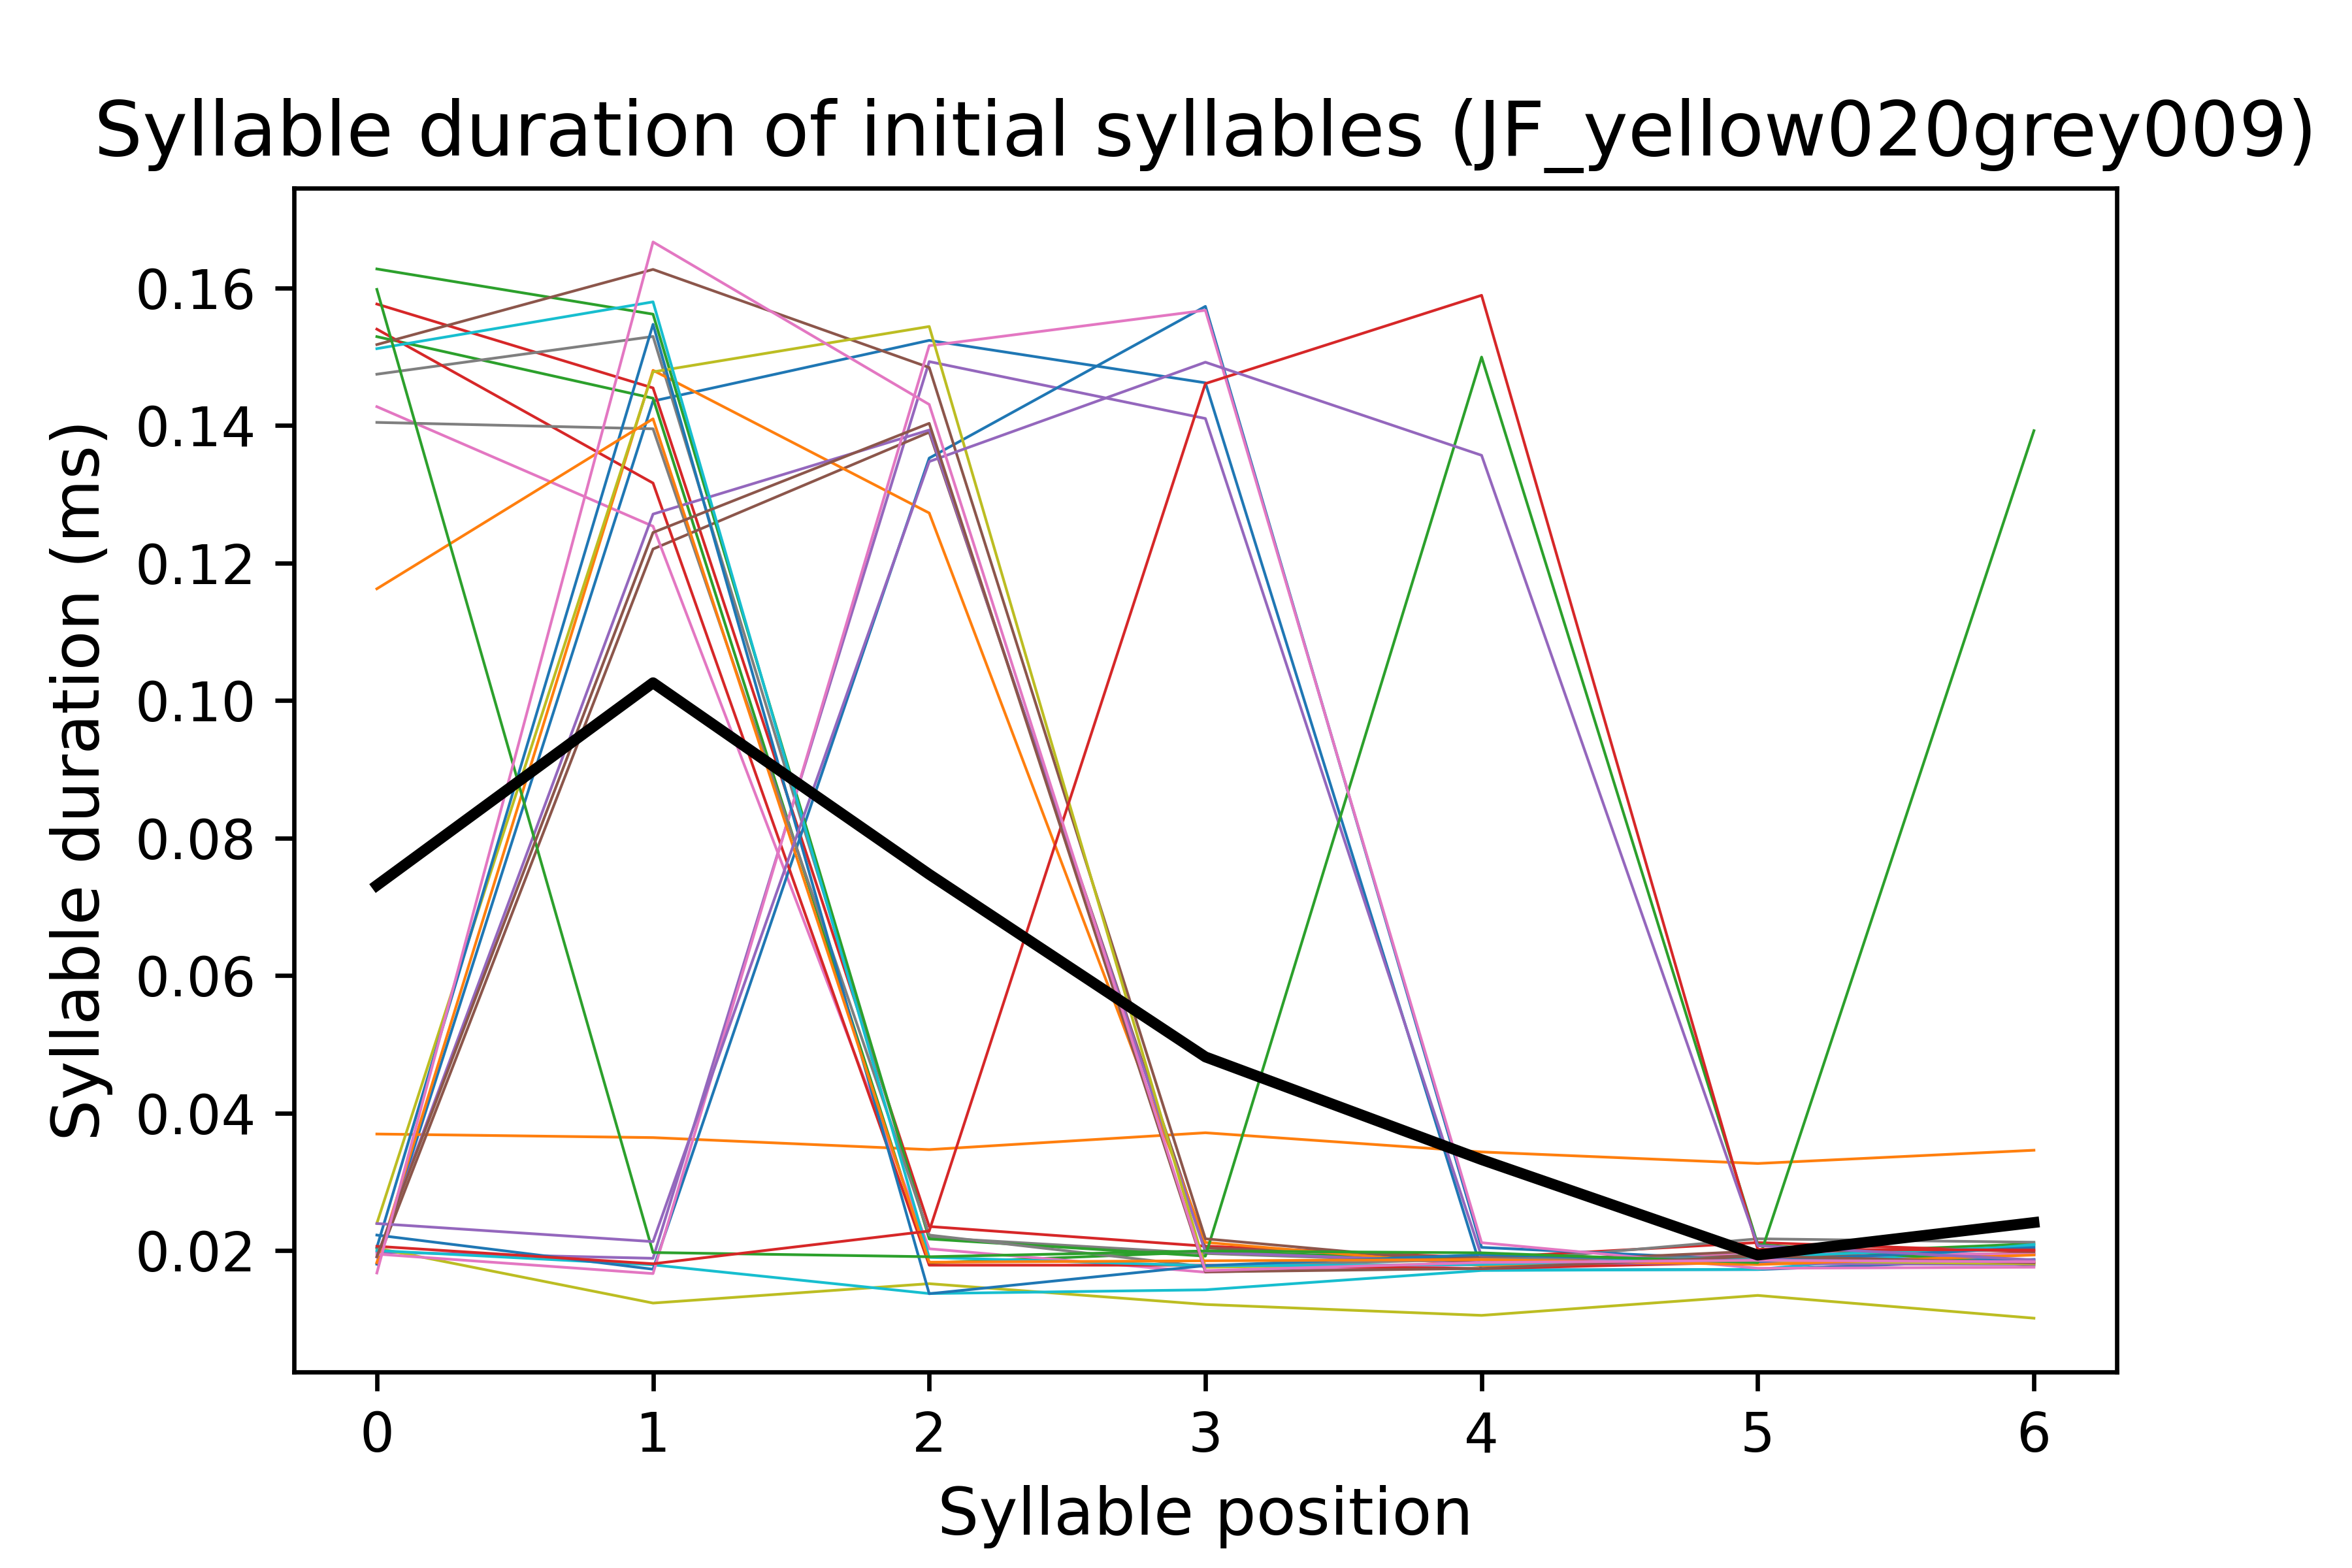 Syllable duration of initial syllables (JF_yellow020grey009)
Syllable duration (ms)
0.16
0.14
0.12
0.10
0.08
0.06
0.04
0.02
0 1 2 3 4 5 6
Syllable position